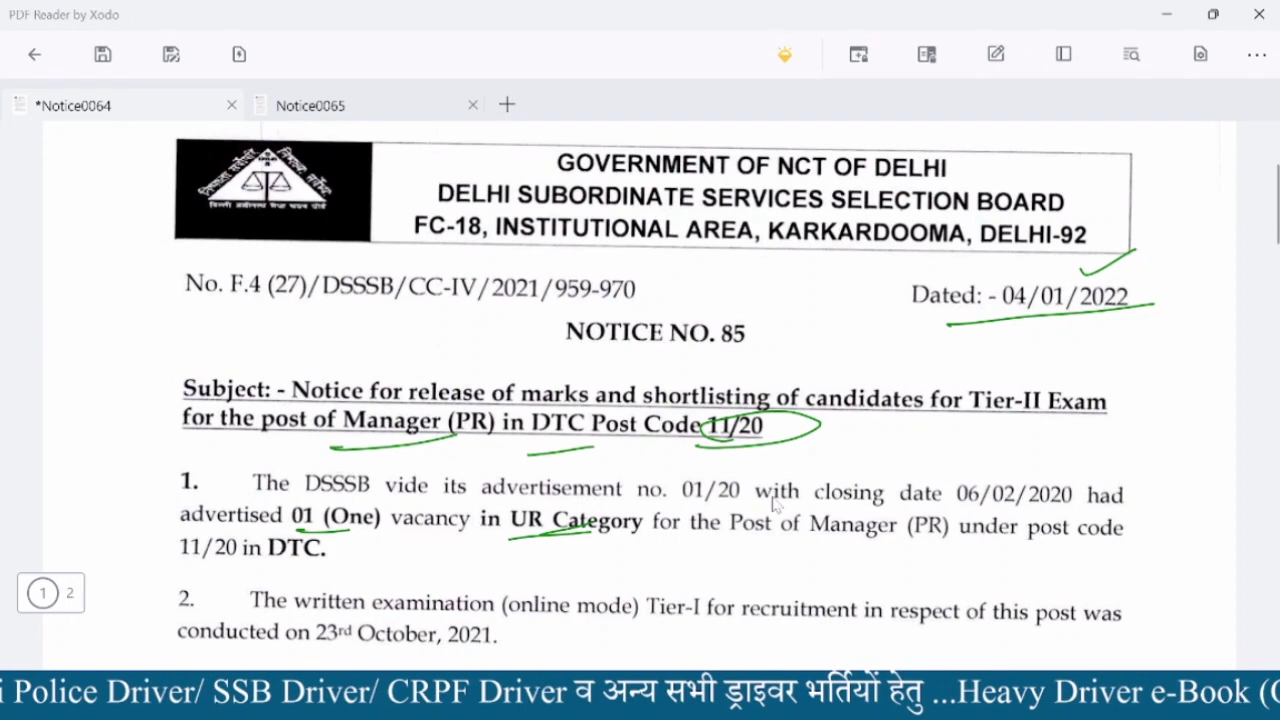 PDF Reader by Xodo
*Notice0064
Notice0065
GOVERNMENT OF NCT OF DELHI
DELHI SUBORDINATE SERVICES SELECTION BOARD
FC-18, INSTITUTIONAL AREA, KARKARDOOMA, DELHI-92
No. F.4 (27)/DSSSB/CC-IV/2021/959-970
Dated: - 04/01/2022
NOTICE NO. 85
Subject: - Notice for release of marks and shortlisting of candidates for Tier-II Exam
for the post of Manager (PR) in DTC Post Code 11/20
1. The DSSSB vide its advertisement no. 01/20 with closing date 06/02/2020 had
advertised 01 (One) vacancy in UR Category for the Post of Manager (PR) under post code
11/20 in DTC.
2. The written examination (online mode) Tier-I for recruitment in respect of this post was
conducted on 23rd October, 2021.
1 2
i Police Driver/ SSB Driver/ CRPF Driver व अन्य सभी ड्राइवर भर्तियों हेतु ...Heavy Driver e-Book (